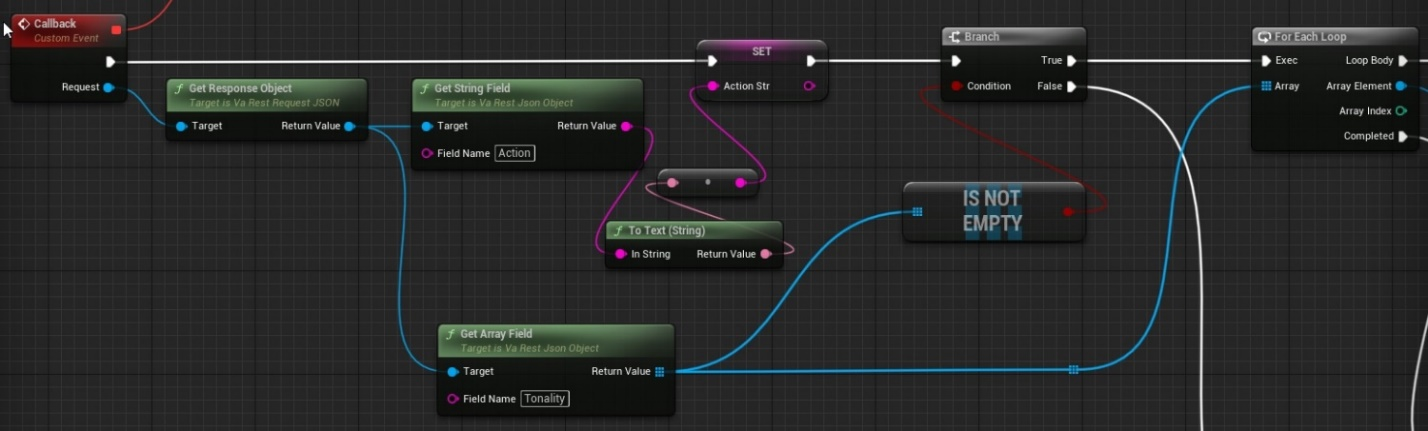 Callback
Custom Event
Request
Get Response Object
Target is Va Rest Request JSON
Target
Return Value
Get String Field
Target is Va Rest Json Object
Target
Return Value
Field Name Action
SET
Action Str
To Text (String)
In String
Return Value
Get Array Field
Target is Va Rest Json Object
Target
Return Value
Field Name Tonality
Branch
True
Condition
False
IS NOT
EMPTY
For Each Loop
Exec
Loop Body
Array
Array Element
Array Index
Completed